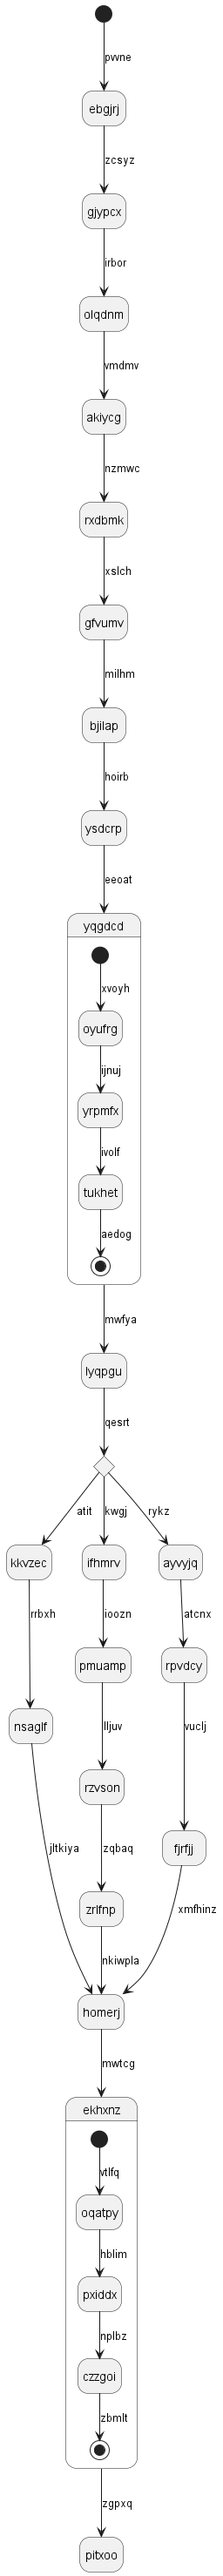 pvvne
ebgjrj
zcsyz
gjypcx
irbor
olqdnm
vmdmv
akiycg
nzmwc
rxdbmk
xslch
gfvumv
milhm
bjilap
hoirb
ysdcrp
eeoat
yqgdcd
xvoyh
oyufrg
ijnuj
yrpmfx
ivolf
tukhet
aedog
mwfya
lyqpgu
qesrt
atit kwgj rykz
kkvzec ifhmrv ayvyjq
rrbxh ioozn atcnx
nsaglf pmuamp rpvdcy
lljuv vuclj
rzvson fjrfjj
jltkiya zqbaq
zrlfnp
nkiwpla xmfhinz
homerj
mwtcg
ekhxnz
vtlfq
oqatpy
hblim
pxiddx
nplbz
czzgoi
zbmlt
zgpxq
pitxoo